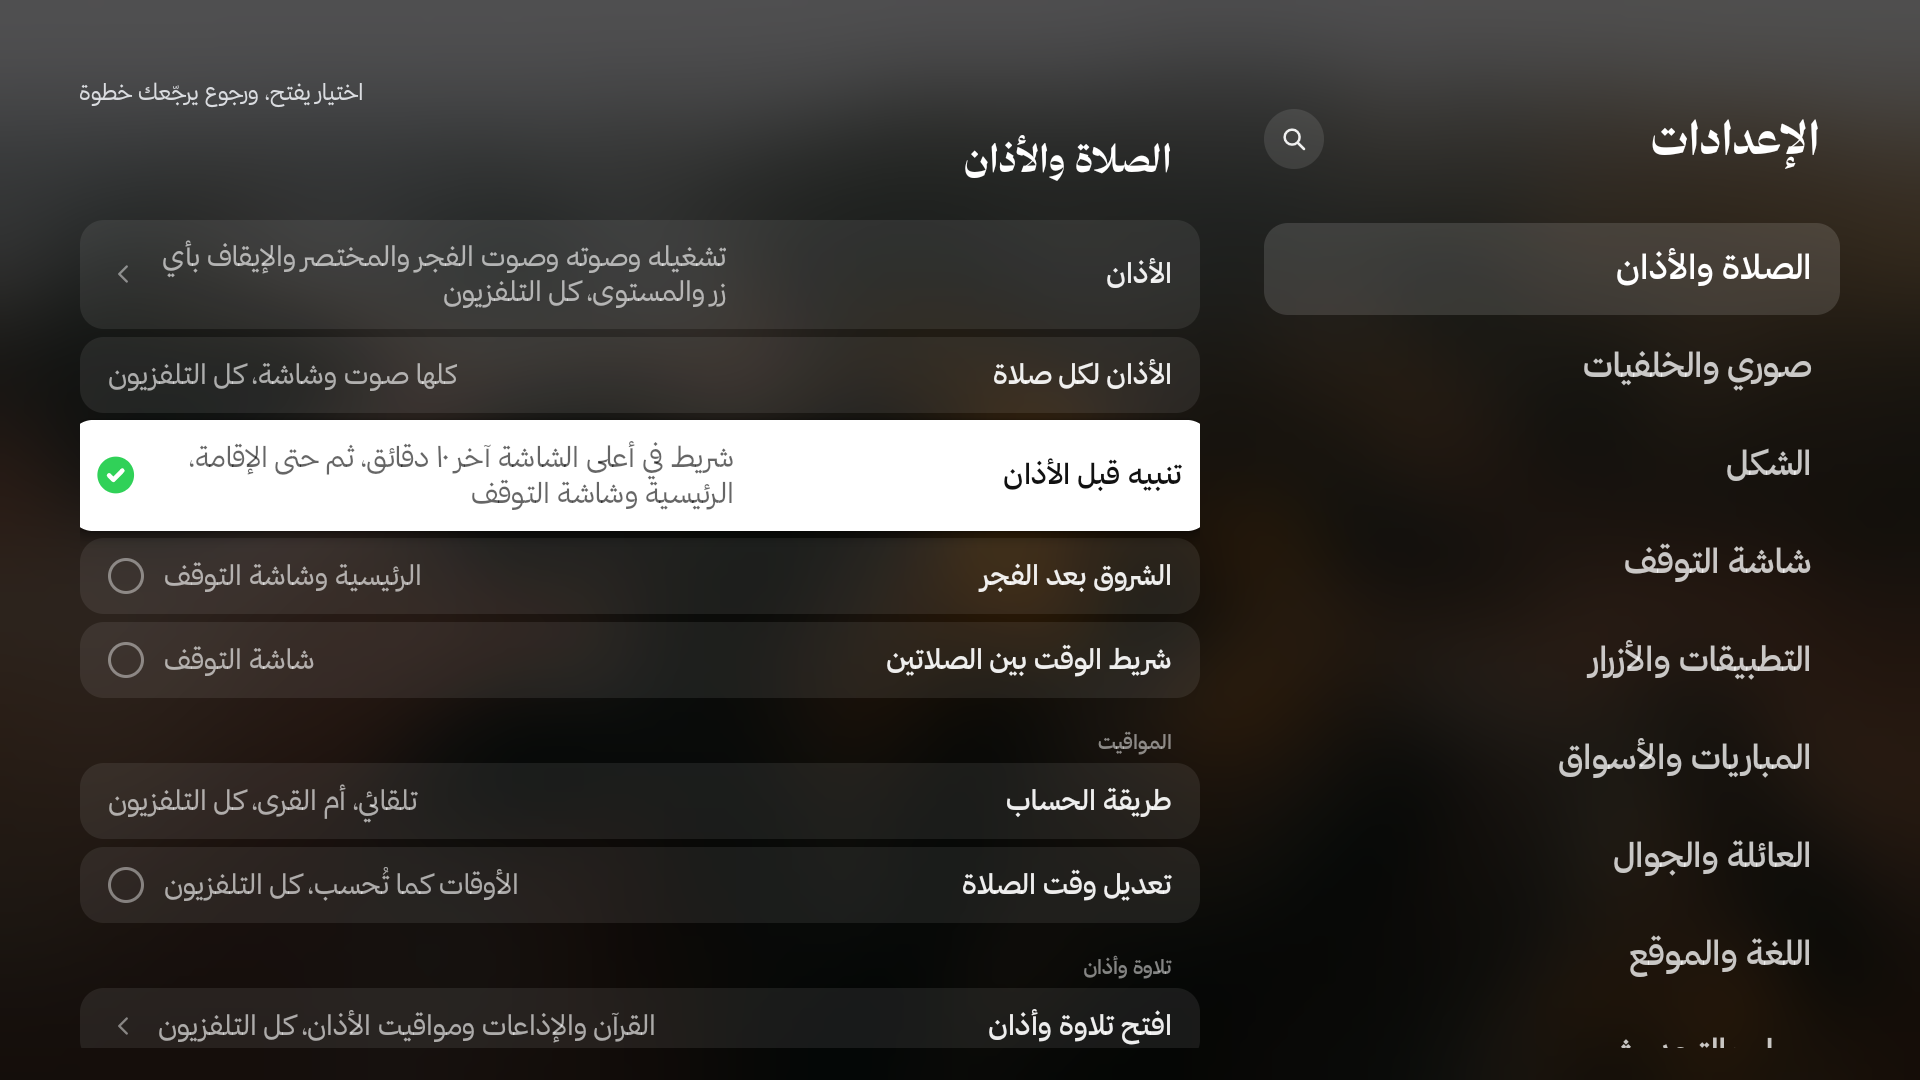 اختيار يفتح، ورجوع يرجّعك خطوة
الإعدادات
الصلاة والأذان
صوري والخلفيات
الشكل
شاشة التوقف
التطبيقات والأزرار
المباريات والأسواق
العائلة والجوال
اللغة والموقع
الصلاة والأذان
الأذان
تشغيله وصوته وصوت الفجر والمختصر والإيقاف بأي
زر والمستوى، كل التلفزيون
الأذان لكل صلاة
كلها صوت وشاشة، كل التلفزيون
تنبيه قبل الأذان
شريط في أعلى الشاشة آخر ١٠ دقائق، ثم حتى الإقامة،
الرئيسية وشاشة التوقف
الشروق بعد الفجر
الرئيسية وشاشة التوقف
شريط الوقت بين الصلاتين
شاشة التوقف
المواقيت
طريقة الحساب
تلقائي، أم القرى، كل التلفزيون
تعديل وقت الصلاة
الأوقات كما تُحسب، كل التلفزيون
تلاوة وأذان
افتح تلاوة وأذان
القرآن والإذاعات ومواقيت الأذان، كل التلفزيون